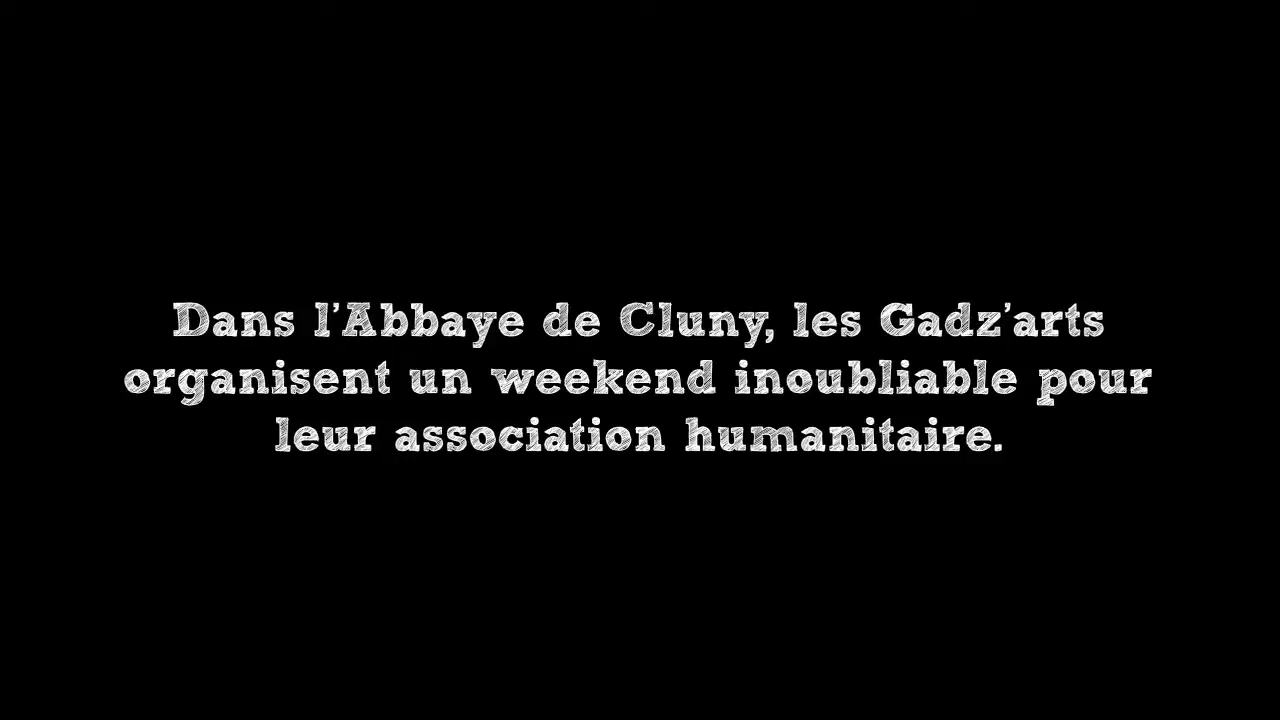 Dans l'Abbaye de Cluny, les Gadz'arts
organisent un weekend inoubliable pour
leur association humanitaire.